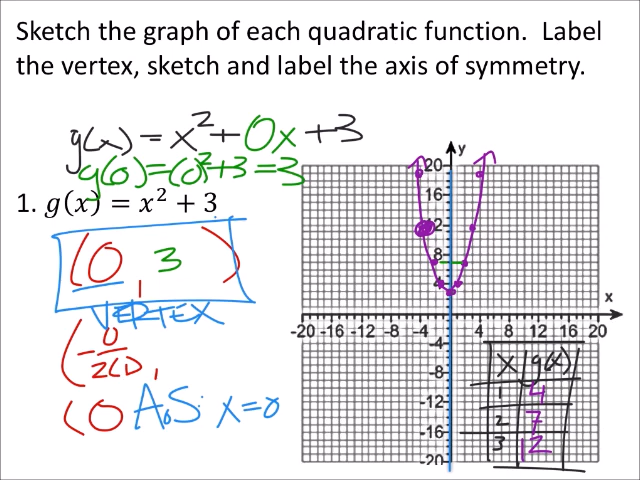 Sketch the graph of each quadratic function. Label
the vertex, sketch and label the axis of symmetry.
g(x) = x² + 0x + 3
g(0) = (0)² + 3 = 3
1. g(x) = x² + 3
(0, 3)
VERTEX
(-0/2(1),
(0
A.S: x=0
y
20
16
12
8
4
x
-20 -16 -12 -8 -4 4 8 12 16 20
-4
-8
-12
-16
-20
x g(x)
1 4
2 7
3 12